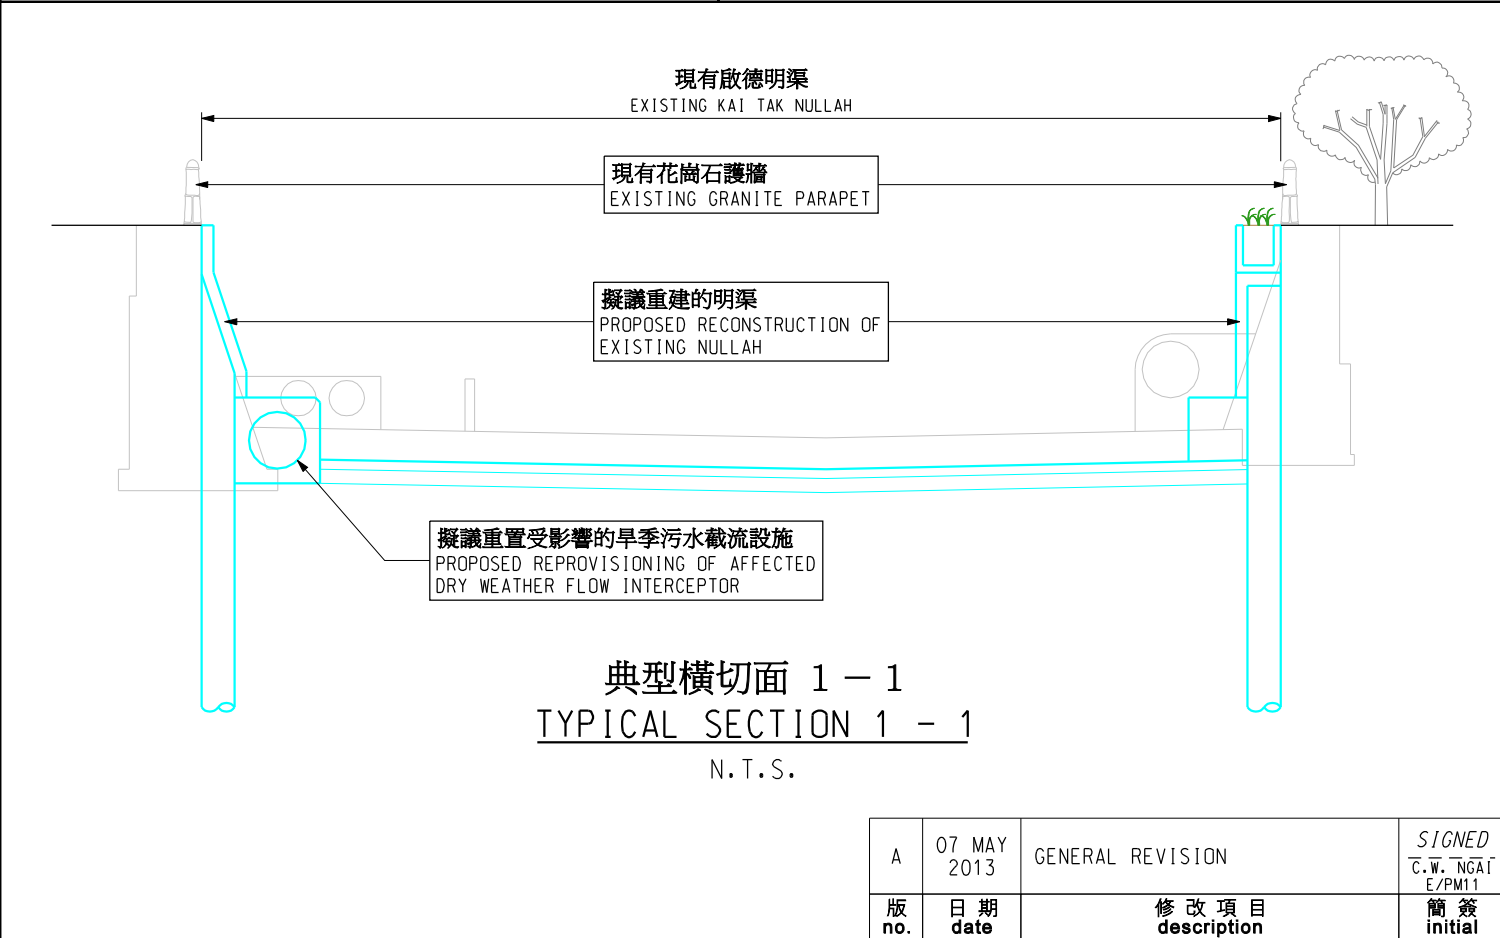 現有啟德明渠
EXISTING KAI TAK NULLAH
現有花崗石護牆
EXISTING GRANITE PARAPET
擬議重建的明渠
PROPOSED RECONSTRUCTION OF
EXISTING NULLAH
擬議重置受影響的旱季污水截流設施
PROPOSED REPROVISIONING OF AFFECTED
DRY WEATHER FLOW INTERCEPTOR
典型橫切面 1 – 1
TYPICAL SECTION 1 - 1
N.T.S.
A
07 MAY
2013
GENERAL REVISION
SIGNED
C.W. NGAI
E/PM11
版
no.
日 期
date
修 改 項 目
description
簡 簽
initial